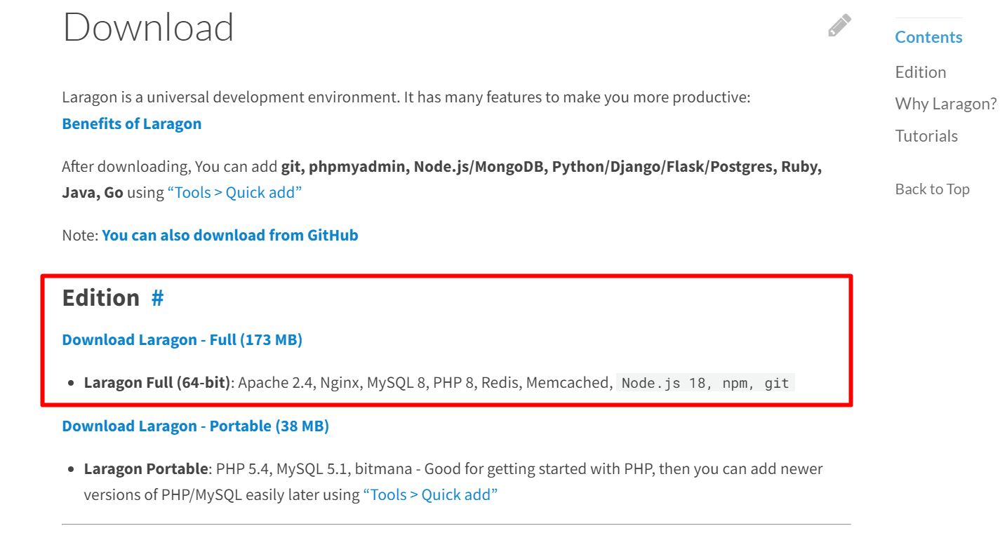 Download
Laragon is a universal development environment. It has many features to make you more productive:
Benefits of Laragon
After downloading, You can add git, phpmyadmin, Node.js/MongoDB, Python/Django/Flask/Postgres, Ruby,
Java, Go using “Tools > Quick add”
Note: You can also download from GitHub
Edition #
Download Laragon - Full (173 MB)
• Laragon Full (64-bit): Apache 2.4, Nginx, MySQL 8, PHP 8, Redis, Memcached, Node.js 18, npm, git
Download Laragon - Portable (38 MB)
• Laragon Portable: PHP 5.4, MySQL 5.1, bitmana - Good for getting started with PHP, then you can add newer
versions of PHP/MySQL easily later using “Tools > Quick add”
Contents
Edition
Why Laragon?
Tutorials
Back to Top